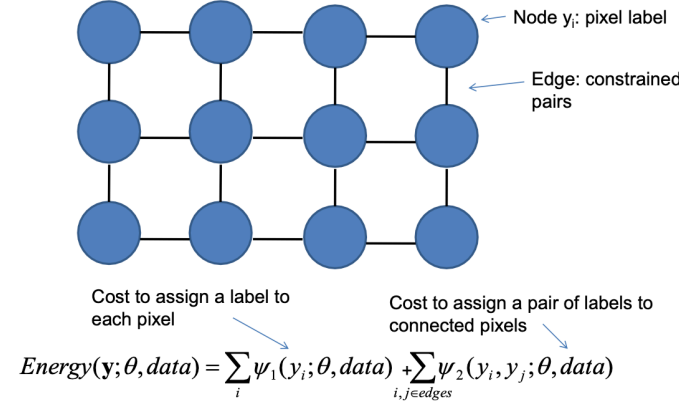 Node yᵢ: pixel label
Edge: constrained
pairs
Cost to assign a label to
each pixel
Cost to assign a pair of labels to
connected pixels
Energy(y;θ,data) = ∑ψ₁(yᵢ;θ,data) + ∑ψ₂(yᵢ,yⱼ;θ,data)
i
i,j∈edges